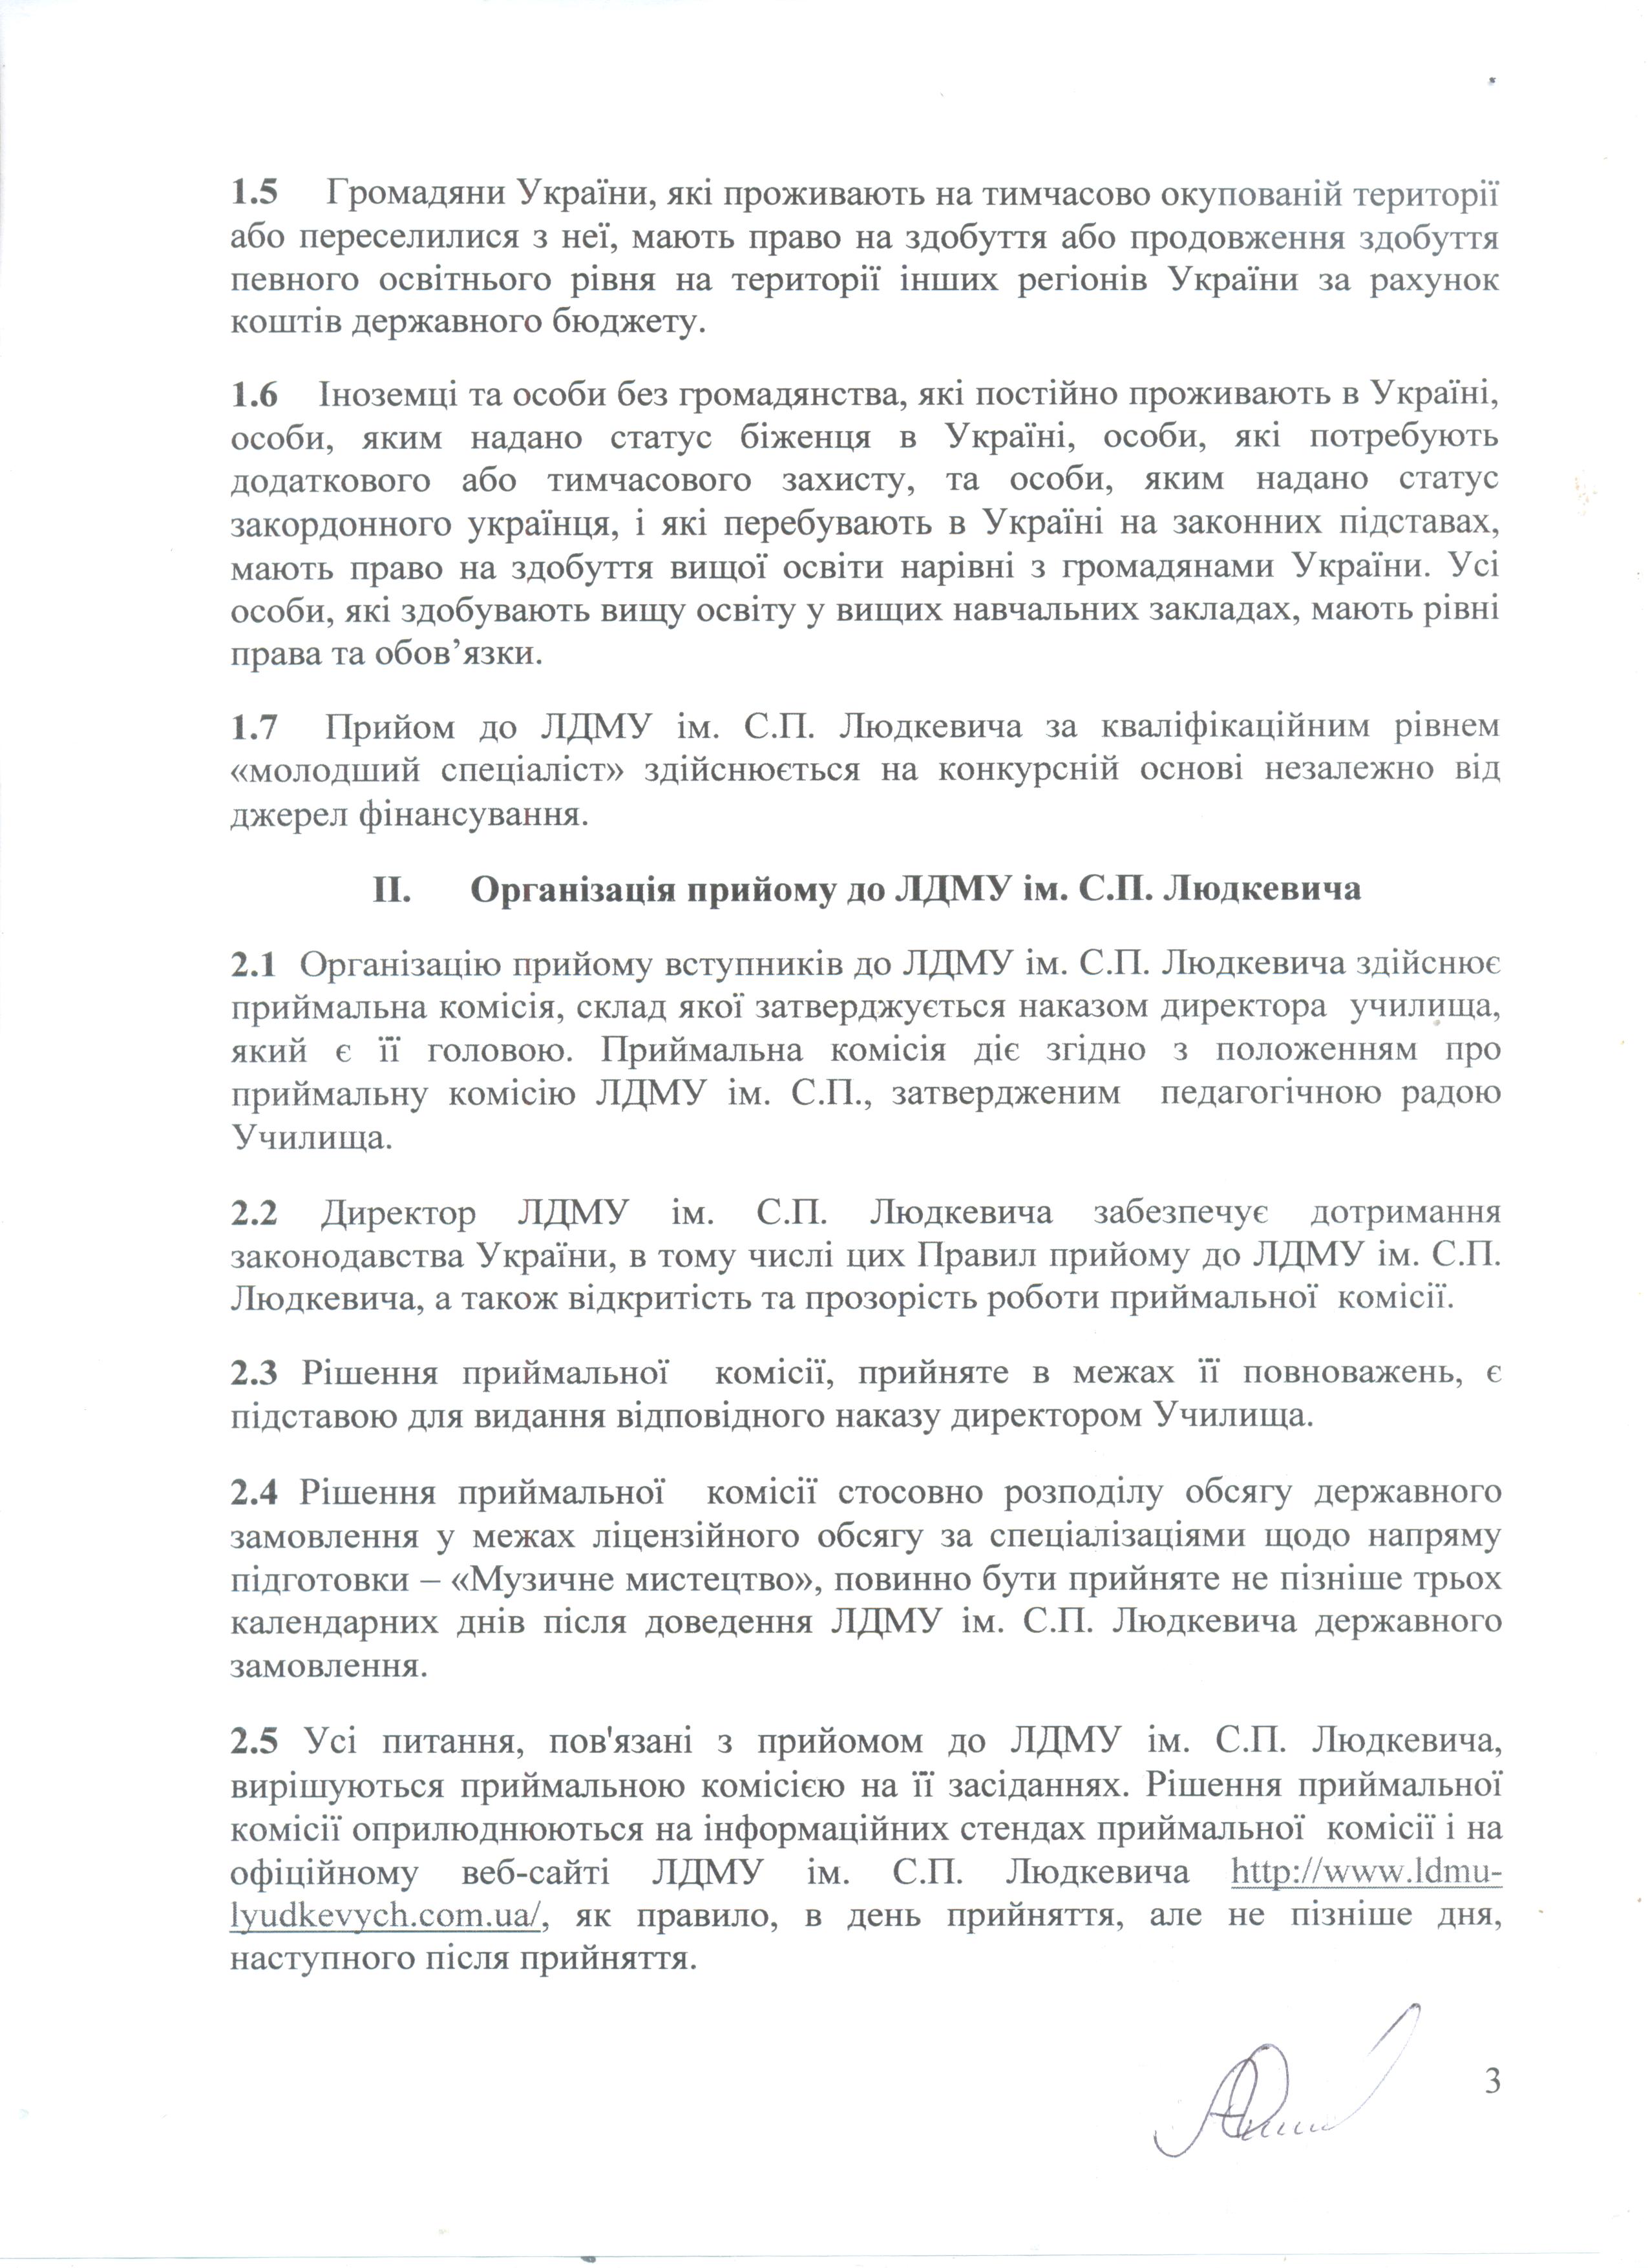 1.5 Громадяни України, які проживають на тимчасово окупованій території
або переселилися з неї, мають право на здобуття або продовження здобуття
певного освітнього рівня на території інших регіонів України за рахунок
коштів державного бюджету.
1.6 Іноземці та особи без громадянства, які постійно проживають в Україні,
особи, яким надано статус біженця в Україні, особи, які потребують
додаткового або тимчасового захисту, та особи, яким надано статус
закордонного українця, і які перебувають в Україні на законних підставах,
мають право на здобуття вищої освіти нарівні з громадянами України. Усі
особи, які здобувають вищу освіту у вищих навчальних закладах, мають рівні
права та обов’язки.
1.7 Прийом до ЛДМУ ім. С.П. Людкевича за кваліфікаційним рівнем
«молодший спеціаліст» здійснюється на конкурсній основі незалежно від
джерел фінансування.
II. Організація прийому до ЛДМУ ім. С.П. Людкевича
2.1 Організацію прийому вступників до ЛДМУ ім. С.П. Людкевича здійснює
приймальна комісія, склад якої затверджується наказом директора училища,
який є її головою. Приймальна комісія діє згідно з положенням про
приймальну комісію ЛДМУ ім. С.П., затвердженим педагогічною радою
Училища.
2.2 Директор ЛДМУ ім. С.П. Людкевича забезпечує дотримання
законодавства України, в тому числі цих Правил прийому до ЛДМУ ім. С.П.
Людкевича, а також відкритість та прозорість роботи приймальної комісії.
2.3 Рішення приймальної комісії, прийняте в межах її повноважень, є
підставою для видання відповідного наказу директором Училища.
2.4 Рішення приймальної комісії стосовно розподілу обсягу державного
замовлення у межах ліцензійного обсягу за спеціалізаціями щодо напряму
підготовки – «Музичне мистецтво», повинно бути прийняте не пізніше трьох
календарних днів після доведення ЛДМУ ім. С.П. Людкевича державного
замовлення.
2.5 Усі питання, пов'язані з прийомом до ЛДМУ ім. С.П. Людкевича,
вирішуються приймальною комісією на її засіданнях. Рішення приймальної
комісії оприлюднюються на інформаційних стендах приймальної комісії і на
офіційному веб-сайті ЛДМУ ім. С.П. Людкевича http://www.ldmu-
lyudkevych.com.ua/, як правило, в день прийняття, але не пізніше дня,
наступного після прийняття.
3